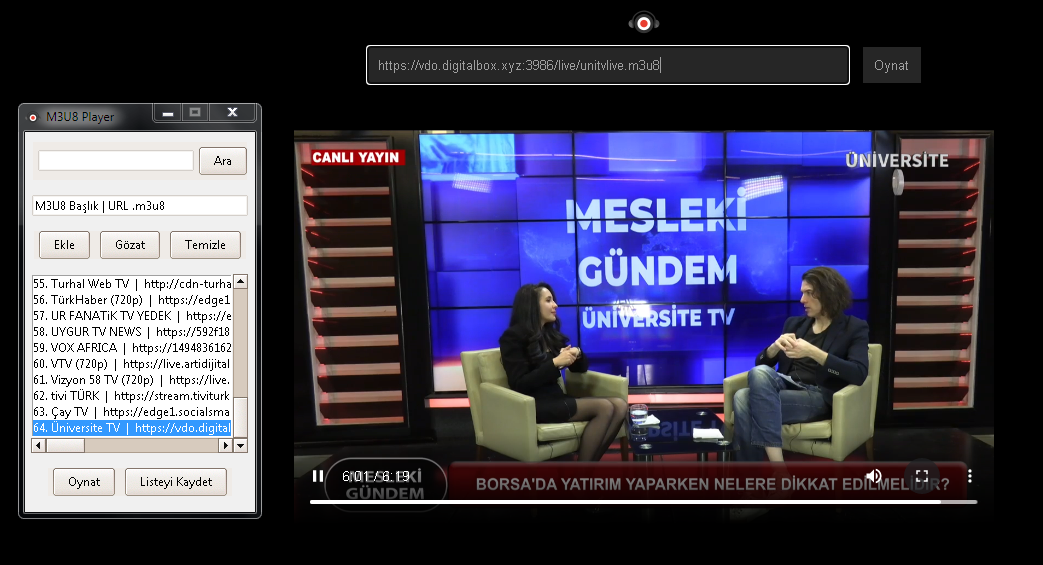 https://vdo.digitalbox.xyz:3986/live/unitvlive.m3u8
Oynat
M3U8 Player
Ara
M3U8 Başlık | URL .m3u8
Ekle
Gözat
Temizle
55. Turhal Web TV | http://cdn-turha
56. TürkHaber (720p) | https://edge1
57. UR FANATiK TV YEDEK | https://e
58. UYGUR TV NEWS | https://592f18
59. VOX AFRICA | https://1494836162
60. VTV (720p) | https://live.artidijital
61. Vizyon 58 TV (720p) | https://live.
62. tivi TÜRK | https://stream.tiviturk
63. Çay TV | https://edge1.socialsma
64. Üniversite TV | https://vdo.digital
Oynat
Listeyi Kaydet
CANLI YAYIN
ÜNİVERSİTE
MESLEKİ
GÜNDEM
ÜNİVERSİTE TV
6:01 / 6:19
MESLEKİ
GÜNDEM
BORSA'DA YATIRIM YAPARKEN NELERE DİKKAT EDİLMELİDİR?